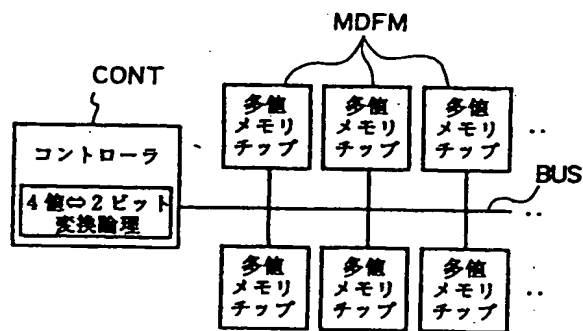 MDFM
CONT
多値
メモリ
チップ
多値
メモリ
チップ
多値
メモリ
チップ
‥
コントローラ
4値⇔2ビット
変換論理
BUS
‥
多値
メモリ
チップ
多値
メモリ
チップ
多値
メモリ
チップ
‥